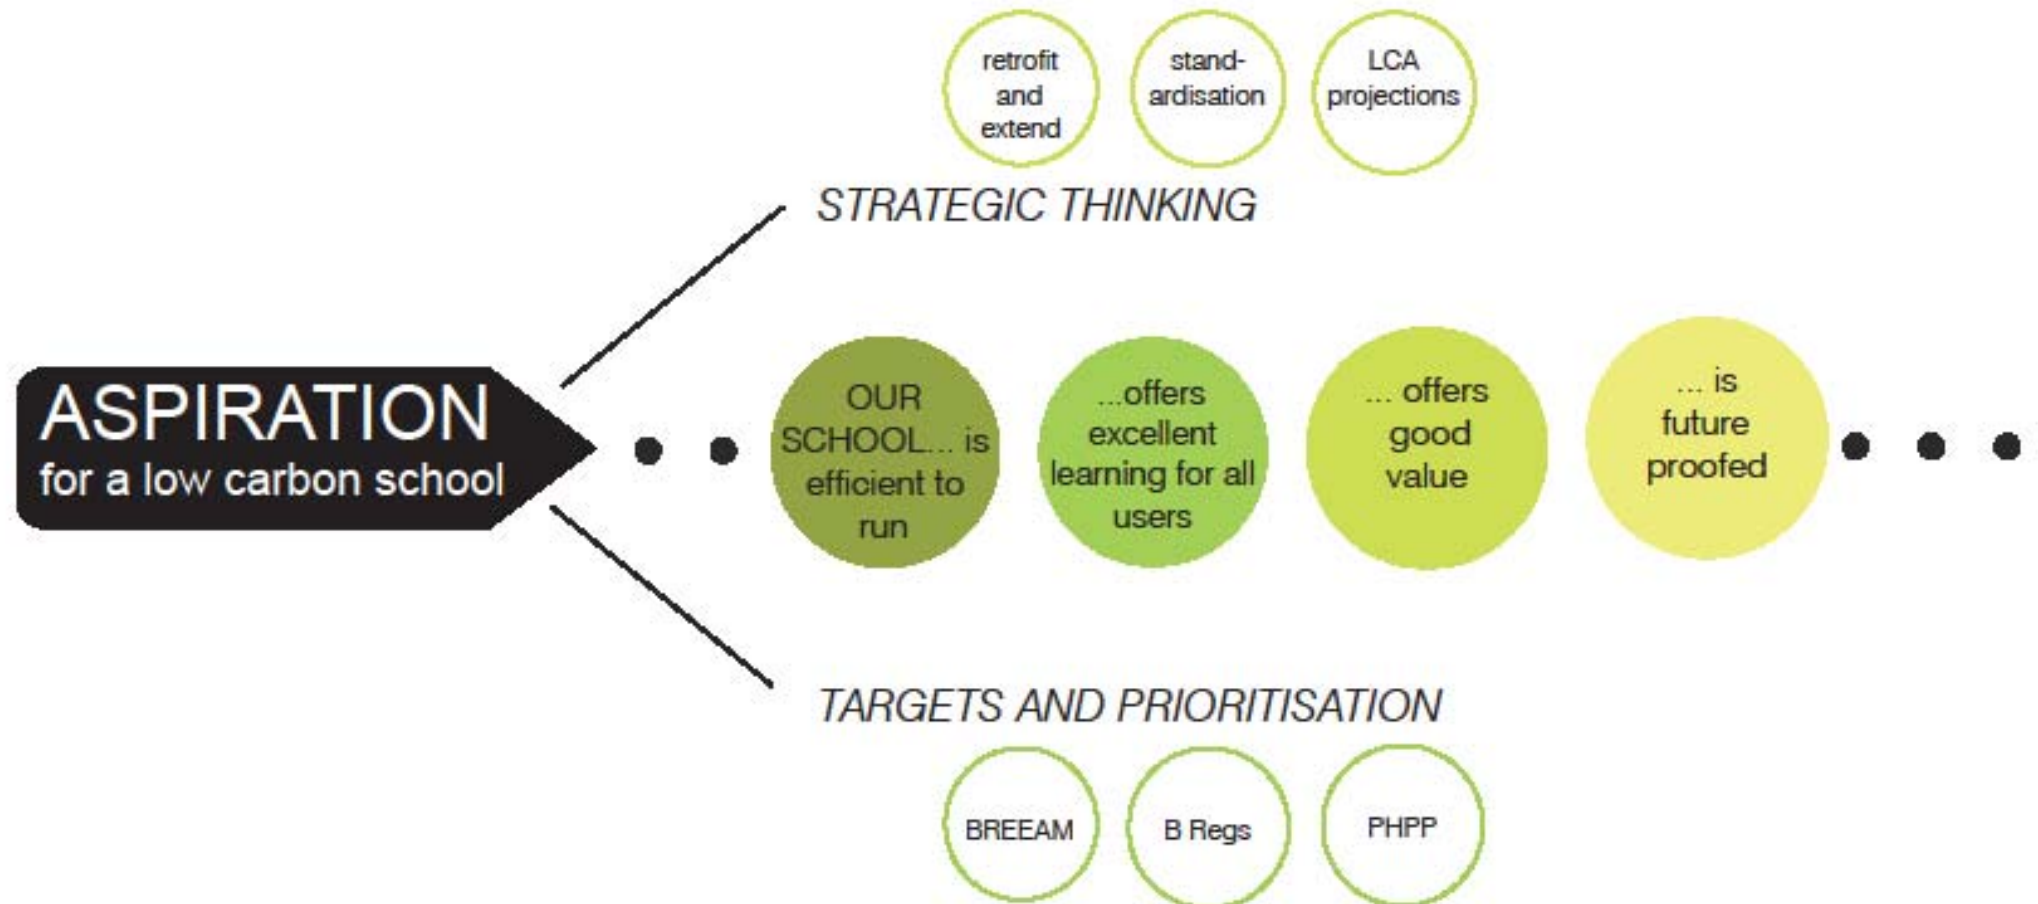 retrofit
and
extend
stand-
ardisation
LCA
projections
STRATEGIC THINKING
ASPIRATION
for a low carbon school
OUR
SCHOOL... is
efficient to
run
...offers
excellent
learning for all
users
... offers
good
value
... is
future
proofed
TARGETS AND PRIORITISATION
BREEAM
B Regs
PHPP